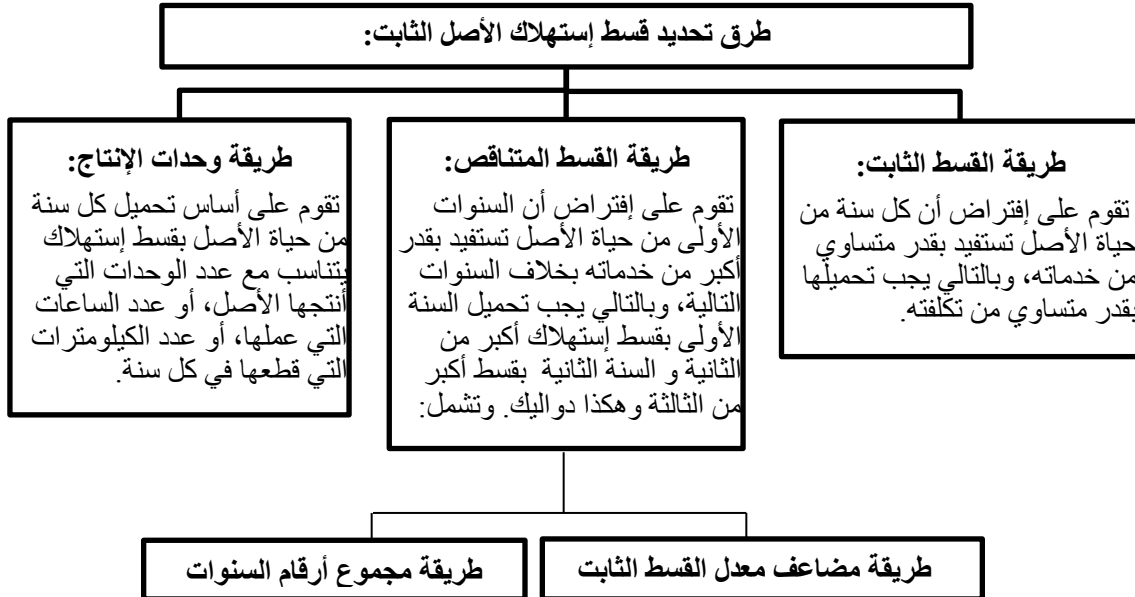 طرق تحديد قسط إستهلاك الأصل الثابت:
طريقة القسط الثابت:
تقوم على إفتراض أن كل سنة من
حياة الأصل تستفيد بقدر متساوي
من خدماته، وبالتالي يجب تحميلها
بقدر متساوي من تكلفته.
طريقة القسط المتناقص:
تقوم على إفتراض أن السنوات
الأولى من حياة الأصل تستفيد بقدر
أكبر من خدماته بخلاف السنوات
التالية، وبالتالي يجب تحميل السنة
الأولى بقسط إستهلاك أكبر من
الثانية و السنة الثانية بقسط أكبر
من الثالثة وهكذا دواليك. وتشمل:
طريقة وحدات الإنتاج:
تقوم على أساس تحميل كل سنة
من حياة الأصل بقسط إستهلاك
يتناسب مع عدد الوحدات التي
أنتجها الأصل، أو عدد الساعات
التي عملها، أو عدد الكيلومترات
التي قطعها في كل سنة.
طريقة مضاعف معدل القسط الثابت
طريقة مجموع أرقام السنوات